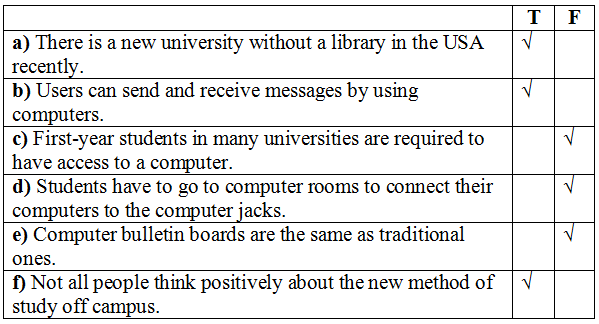 T F
a) There is a new university without a library in the USA √
recently.
b) Users can send and receive messages by using √
computers.
c) First-year students in many universities are required to √
have access to a computer.
d) Students have to go to computer rooms to connect their √
computers to the computer jacks.
e) Computer bulletin boards are the same as traditional √
ones.
f) Not all people think positively about the new method of √
study off campus.